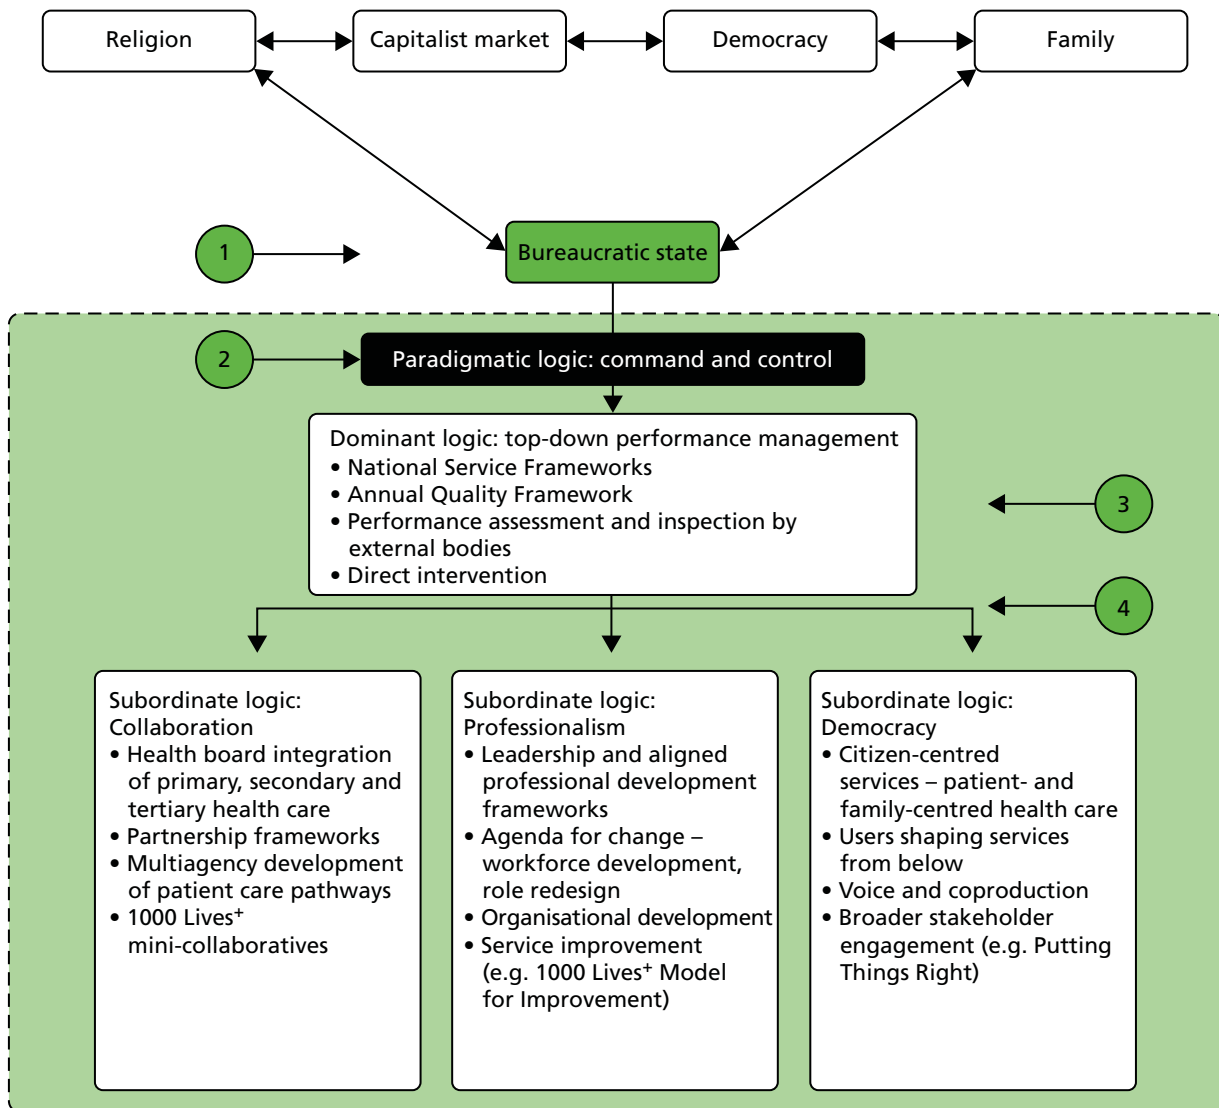 Religion
Capitalist market
Democracy
Family
1
Bureaucratic state
2
Paradigmatic logic: command and control
Dominant logic: top-down performance management
• National Service Frameworks
• Annual Quality Framework
• Performance assessment and inspection by
external bodies
• Direct intervention
3
4
Subordinate logic:
Collaboration
• Health board integration
of primary, secondary and
tertiary health care
• Partnership frameworks
• Multiagency development
of patient care pathways
• 1000 Lives⁺
mini-collaboratives
Subordinate logic:
Professionalism
• Leadership and aligned
professional development
frameworks
• Agenda for change –
workforce development,
role redesign
• Organisational development
• Service improvement
(e.g. 1000 Lives⁺ Model
for Improvement)
Subordinate logic:
Democracy
• Citizen-centred
services – patient- and
family-centred health care
• Users shaping services
from below
• Voice and coproduction
• Broader stakeholder
engagement (e.g. Putting
Things Right)